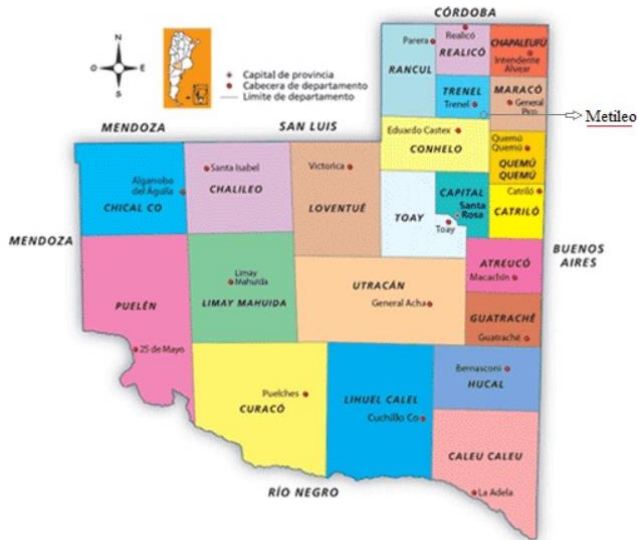 CÓRDOBA
N
O
E
S
Capital de provincia
Cabecera de departamento
Límite de departamento
MENDOZA
SAN LUIS
Parera
RANCUL
Realicó
REALICÓ
CHAPALEUFÚ
Intendente
Alvear
TRENEL
Trenel
MARACÓ
General
Pico
Metileo
Eduardo Castex
CONHELO
Quemú
Quemú
QUEMÚ
QUEMÚ
Algarrobo
del Águila
CHICAL CO
Santa Isabel
CHALILEO
Victorica
LOVENTUÉ
TOAY
CAPITAL
Santa
Rosa
Toay
Catriló
CATRILÓ
MENDOZA
BUENOS
AIRES
PUELÉN
25 de Mayo
Limay
Mahuida
LIMAY MAHUIDA
UTRACÁN
General Acha
ATREUCÓ
Macachín
GUATRACHÉ
Guatraché
Puelches
CURACÓ
LIHUEL CALEL
Cuchillo Co
Bernasconi
HUCAL
CALEU CALEU
La Adela
RÍO NEGRO